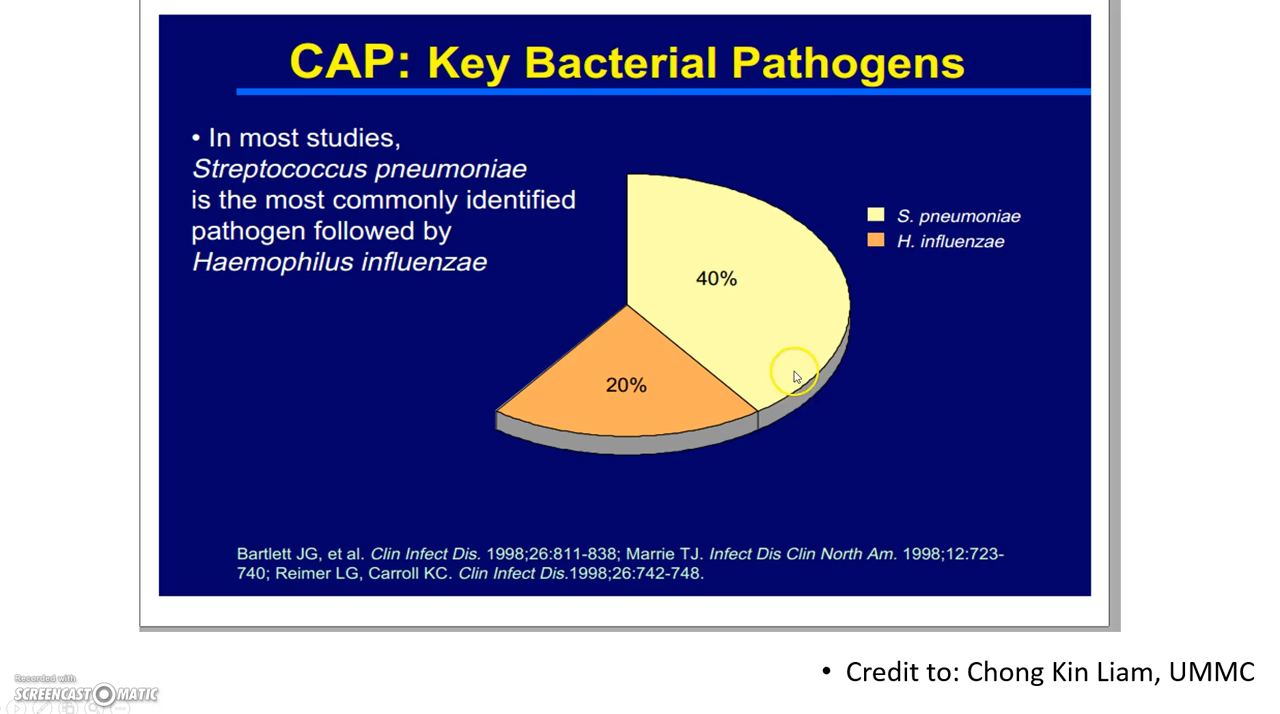 CAP: Key Bacterial Pathogens
• In most studies,
Streptococcus pneumoniae
is the most commonly identified
pathogen followed by
Haemophilus influenzae
S. pneumoniae
H. influenzae
40%
20%
Bartlett JG, et al. Clin Infect Dis. 1998;26:811-838; Marrie TJ. Infect Dis Clin North Am. 1998;12:723-
740; Reimer LG, Carroll KC. Clin Infect Dis.1998;26:742-748.
• Credit to: Chong Kin Liam, UMMC
Recorded with
SCREENCAST MATIC